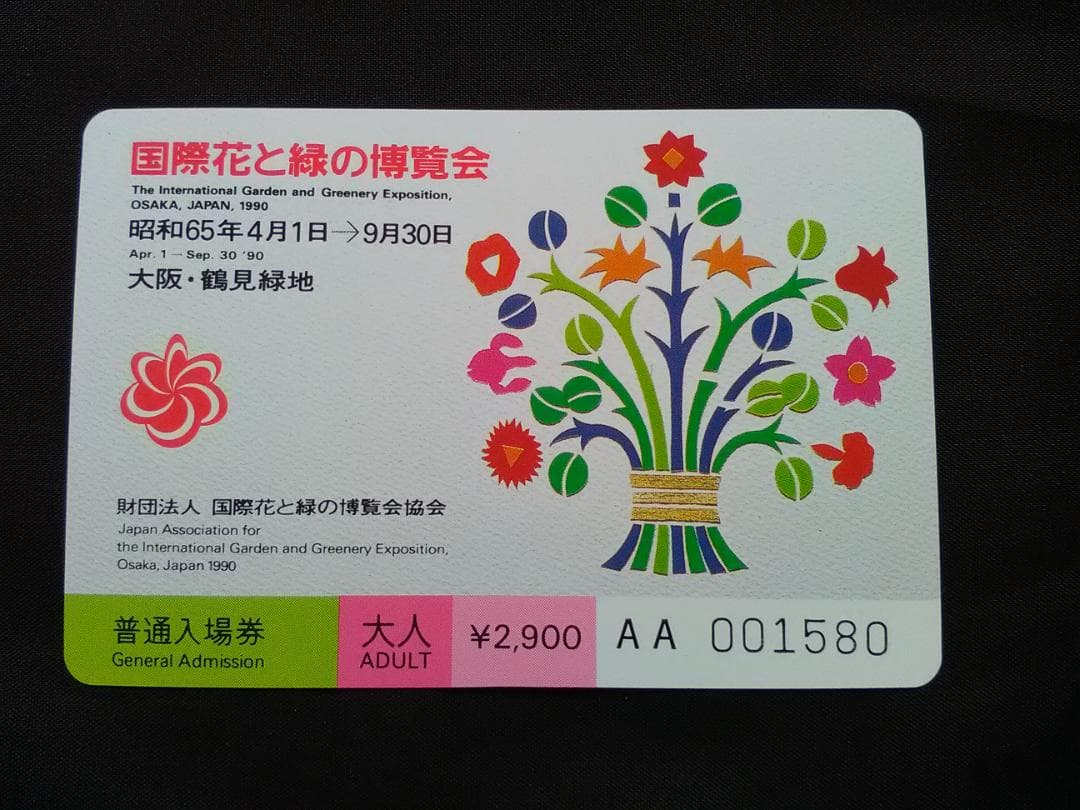 国際花と緑の博覧会
The International Garden and Greenery Exposition,
OSAKA, JAPAN, 1990
昭和65年4月1日→9月30日
Apr. 1→Sep. 30 '90
大阪・鶴見緑地
財団法人 国際花と緑の博覧会協会
Japan Association for
the International Garden and Greenery Exposition,
Osaka, Japan 1990
普通入場券 大人 ¥2,900 AA 001580
General Admission ADULT